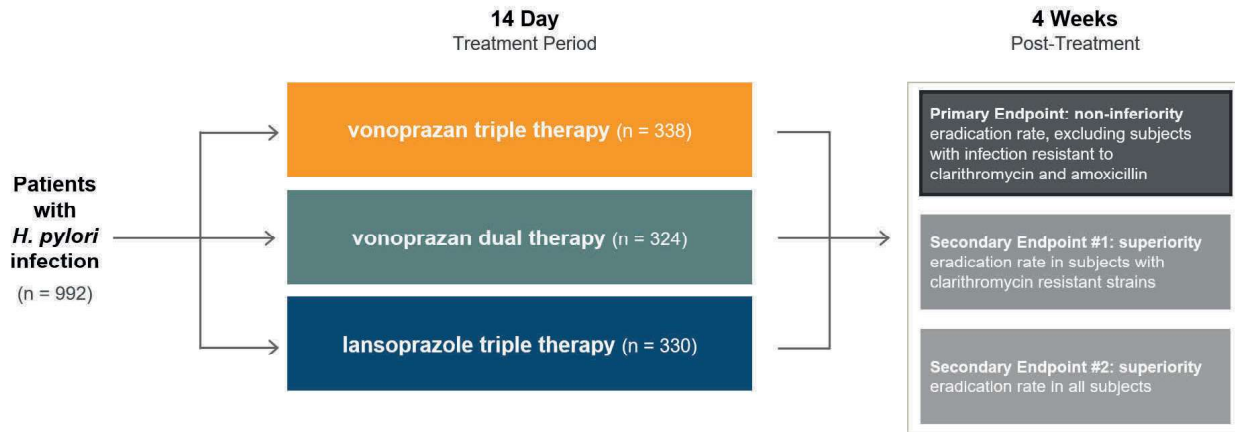 14 Day
Treatment Period
4 Weeks
Post-Treatment
Patients
with
H. pylori
infection
(n = 992)
vonoprazan triple therapy (n = 338)
vonoprazan dual therapy (n = 324)
lansoprazole triple therapy (n = 330)
Primary Endpoint: non-inferiority
eradication rate, excluding subjects
with infection resistant to
clarithromycin and amoxicillin
Secondary Endpoint #1: superiority
eradication rate in subjects with
clarithromycin resistant strains
Secondary Endpoint #2: superiority
eradication rate in all subjects